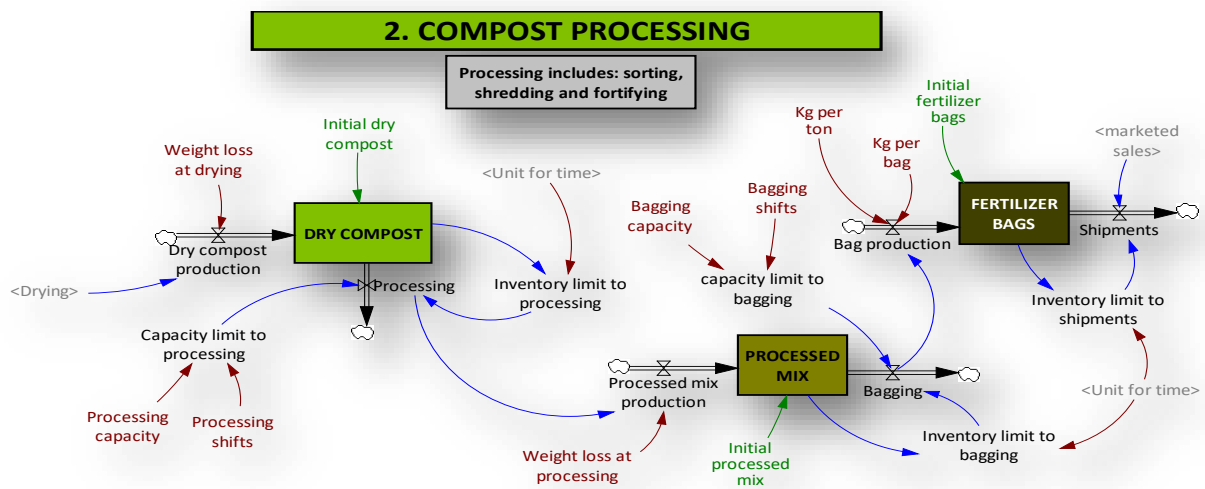 2. COMPOST PROCESSING
Processing includes: sorting,
shredding and fortifying
Initial dry
compost
Weight loss
at drying
<Unit for time>
DRY COMPOST
Dry compost
production
<Drying>
Processing
Inventory limit to
processing
Capacity limit to
processing
Processing
capacity
Processing
shifts
Bagging
capacity
Bagging
shifts
capacity limit to
bagging
Kg per
ton
Kg per
bag
Initial
fertilizer
bags
<marketed
sales>
FERTILIZER
BAGS
Bag production
Shipments
Inventory limit to
shipments
PROCESSED
MIX
Processed mix
production
Bagging
<Unit for time>
Weight loss at
processing
Initial
processed
mix
Inventory limit to
bagging